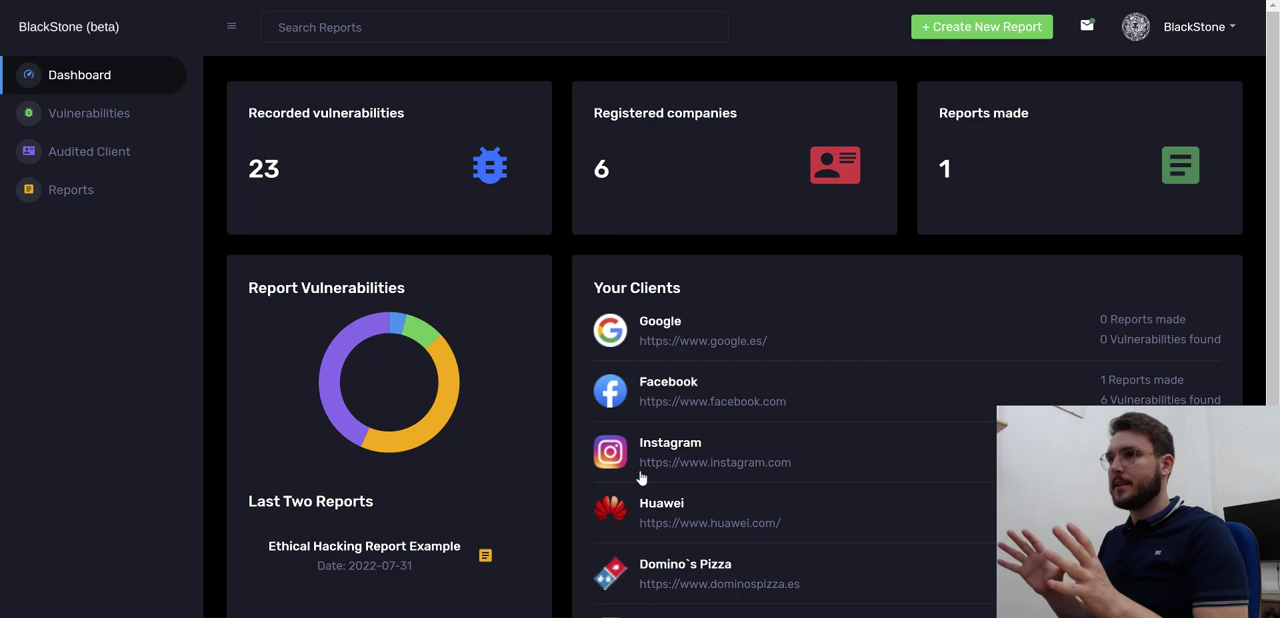 BlackStone (beta)
Search Reports
+ Create New Report
BlackStone
Dashboard
Vulnerabilities
Audited Client
Reports
Recorded vulnerabilities
23
Registered companies
6
Reports made
1
Report Vulnerabilities
Last Two Reports
Ethical Hacking Report Example
Date: 2022-07-31
Your Clients
Google
https://www.google.es/
0 Reports made
0 Vulnerabilities found
Facebook
https://www.facebook.com
1 Reports made
6 Vulnerabilities found
Instagram
https://www.instagram.com
Huawei
https://www.huawei.com/
Domino`s Pizza
https://www.dominospizza.es